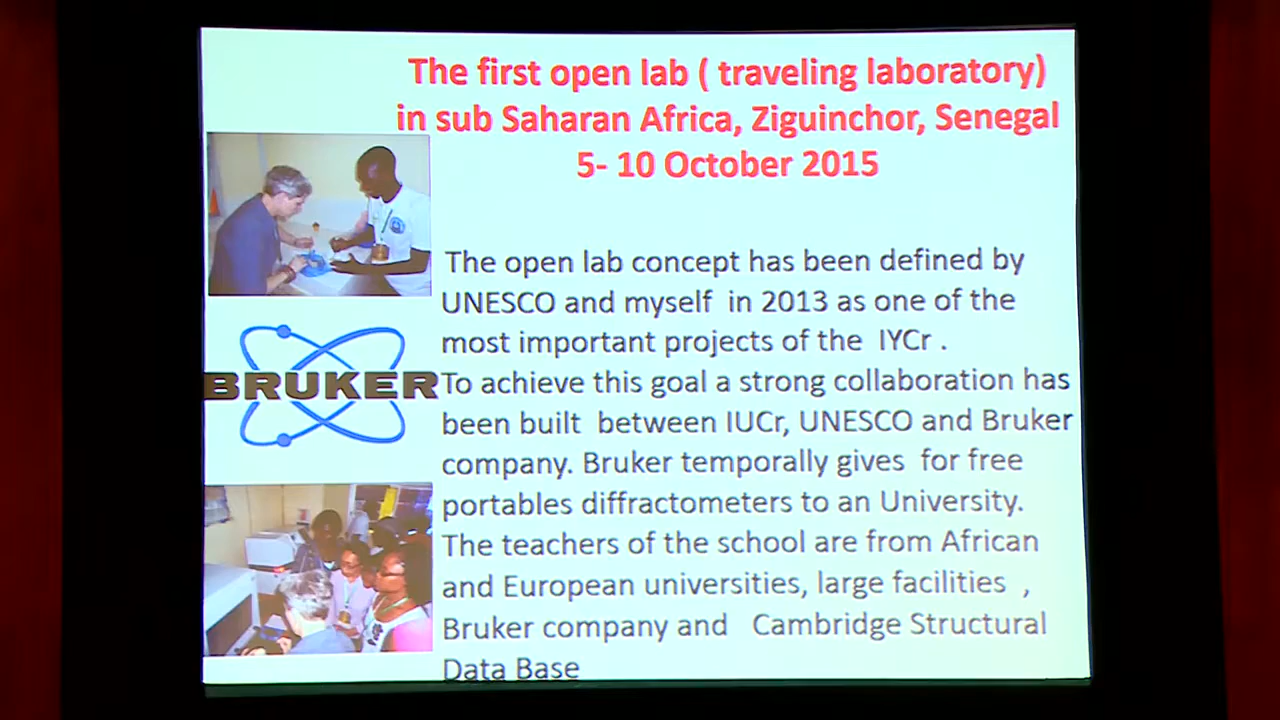 The first open lab ( traveling laboratory)
in sub Saharan Africa, Ziguinchor, Senegal
5- 10 October 2015
The open lab concept has been defined by
UNESCO and myself in 2013 as one of the
most important projects of the IYCr .
BRUKER
To achieve this goal a strong collaboration has
been built between IUCr, UNESCO and Bruker
company. Bruker temporally gives for free
portables diffractometers to an University.
The teachers of the school are from African
and European universities, large facilities ,
Bruker company and Cambridge Structural
Data Base